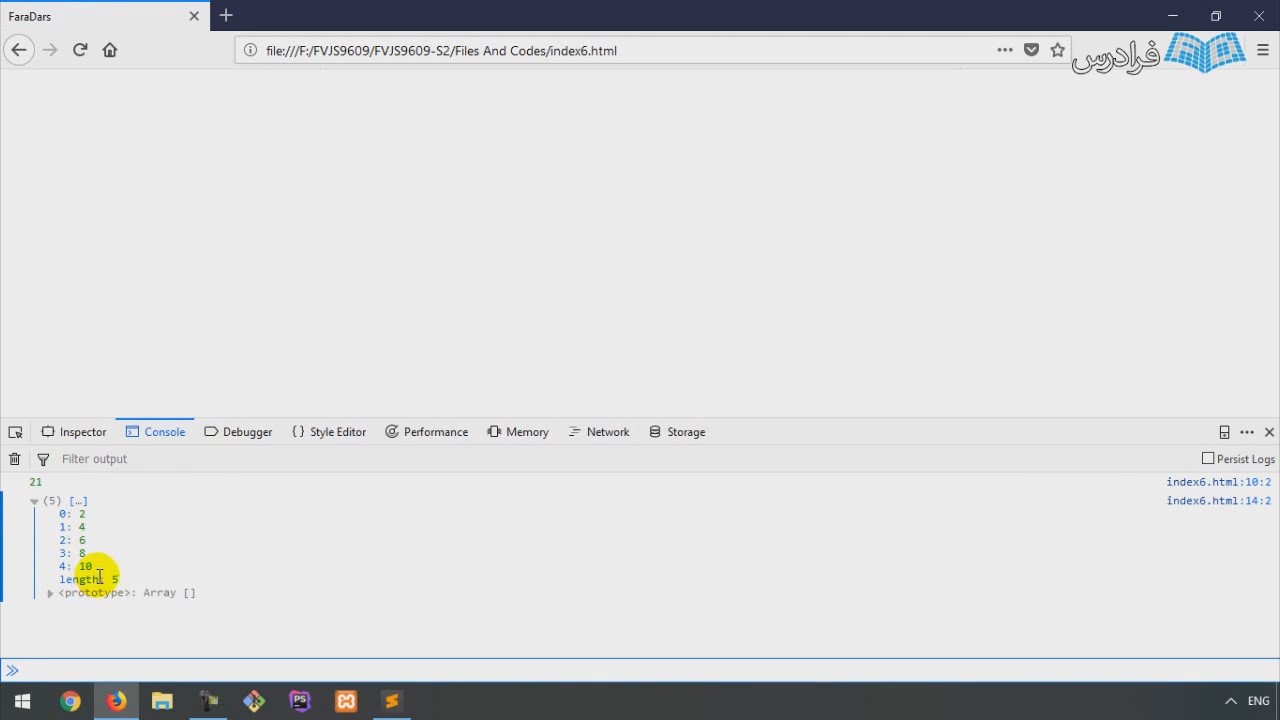 FaraDars
file:///F:/FVJS9609/FVJS9609-S2/Files And Codes/index6.html
فرادرس
Inspector Console Debugger { } Style Editor Performance Memory Network Storage
Filter output Persist Logs
21 index6.html:10:2
(5) […] index6.html:14:2
0: 2
1: 4
2: 6
3: 8
4: 10
length: 5
<prototype>: Array []
PS
ENG